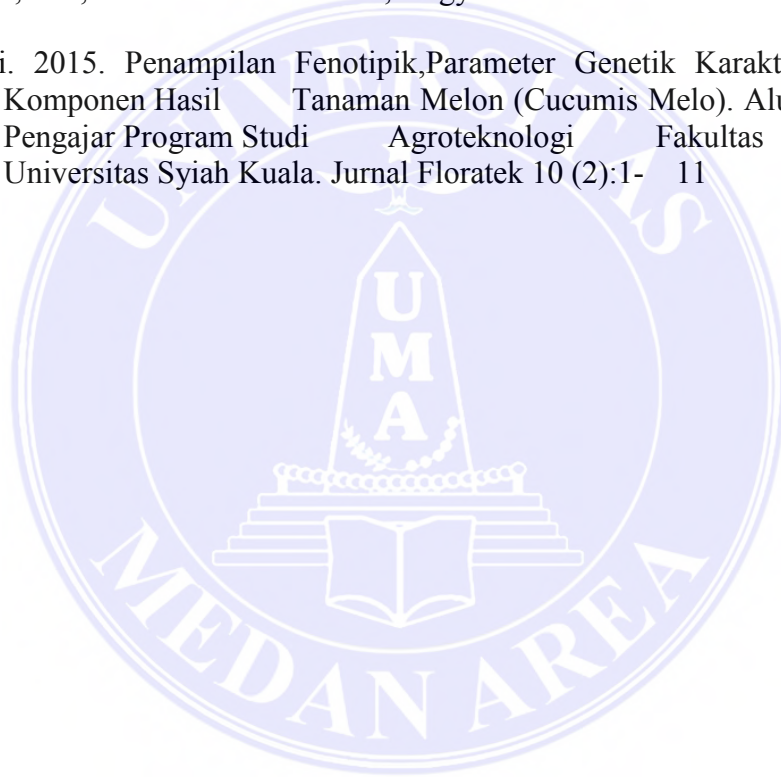 i. 2015. Penampilan Fenotipik,Parameter Genetik Karakt
Komponen Hasil Tanaman Melon (Cucumis Melo). Alu
Pengajar Program Studi Agroteknologi Fakultas
Universitas Syiah Kuala. Jurnal Floratek 10 (2):1- 11
UNIVERSITAS
U
M
A
MEDAN AREA